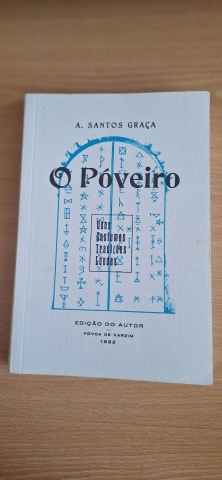 A. SANTOS GRAÇA
O Póveiro
Usos
Costumes
Tradições
Lendas
EDIÇÃO DO AUTOR
PÓVOA DE VARZIM
1932